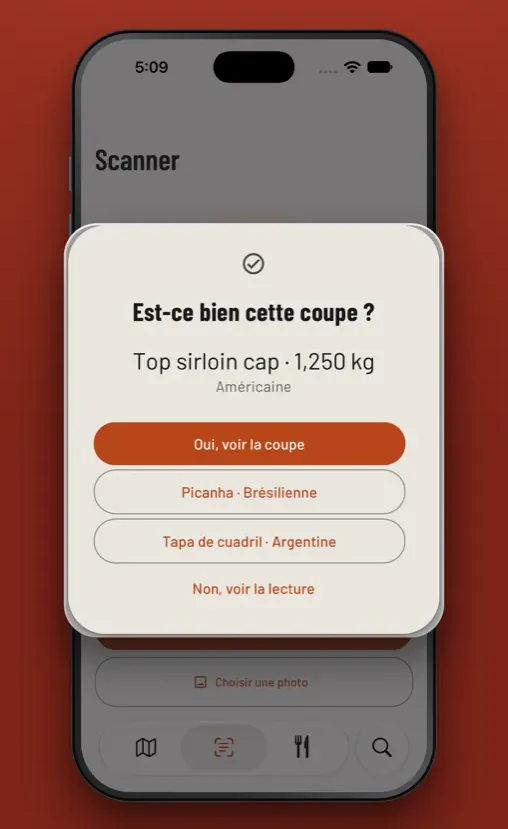 5:09
Scanner
Est-ce bien cette coupe ?
Top sirloin cap · 1,250 kg
Américaine
Oui, voir la coupe
Picanha · Brésilienne
Tapa de cuadril · Argentine
Non, voir la lecture
Choisir une photo